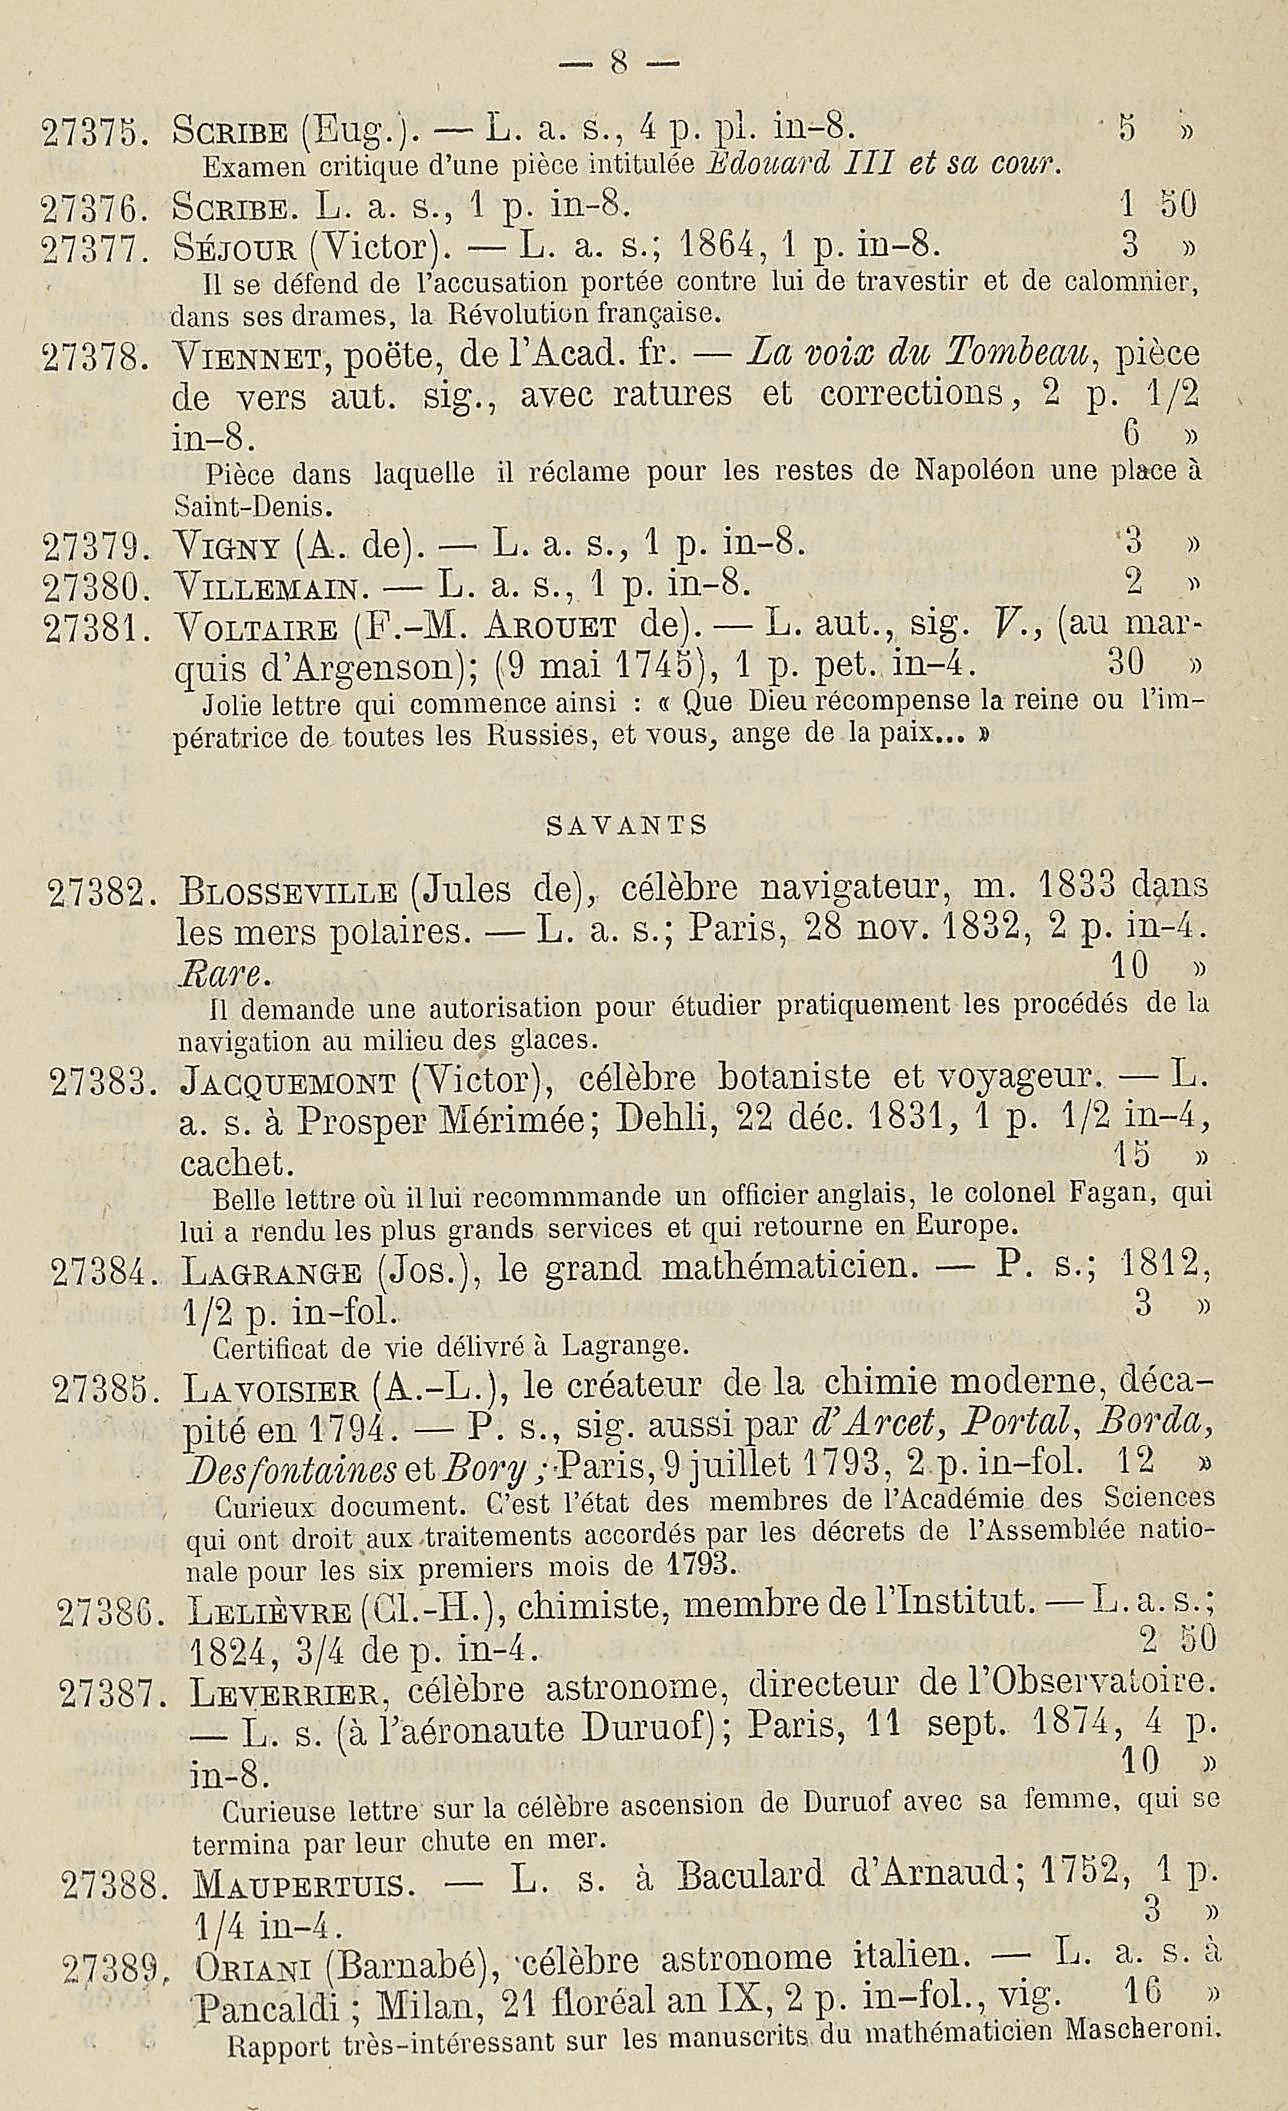 — 8 —
27375. SCRIBE (Eug.). — L. a. s., 4 p. pl. in-8. 5 »
Examen critique d'une pièce intitulée Edouard III et sa cour.
27376. SCRIBE. L. a. s., 1 p. in-8. 1 50
27377. SÉJOUR (Victor). — L. a. s.; 1864, 1 p. in-8. 3 »
Il se défend de l'accusation portée contre lui de travestir et de calomnier,
dans ses drames, la Révolution française.
27378. VIENNET, poëte, de l'Acad. fr. — La voix du Tombeau, pièce
de vers aut. sig., avec ratures et corrections, 2 p. 1/2
in-8. 6 »
Pièce dans laquelle il réclame pour les restes de Napoléon une place à
Saint-Denis.
27379. VIGNY (A. de). — L. a. s., 1 p. in-8. 3 »
27380. VILLEMAIN. — L. a. s., 1 p. in-8. 2 »
27381. VOLTAIRE (F.-M. AROUET de). — L. aut., sig. V., (au mar-
quis d'Argenson); (9 mai 1745), 1 p. pet. in-4. 30 »
Jolie lettre qui commence ainsi : « Que Dieu récompense la reine ou l'im-
pératrice de toutes les Russies, et vous, ange de la paix... »
SAVANTS
27382. BLOSSEVILLE (Jules de), célèbre navigateur, m. 1833 dans
les mers polaires. — L. a. s.; Paris, 28 nov. 1832, 2 p. in-4.
Rare. 10 »
Il demande une autorisation pour étudier pratiquement les procédés de la
navigation au milieu des glaces.
27383. JACQUEMONT (Victor), célèbre botaniste et voyageur. — L.
a. s. à Prosper Mérimée; Dehli, 22 déc. 1831, 1 p. 1/2 in-4,
cachet. 15 »
Belle lettre où il lui recommmande un officier anglais, le colonel Fagan, qui
lui a rendu les plus grands services et qui retourne en Europe.
27384. LAGRANGE (Jos.), le grand mathématicien. — P. s.; 1812,
1/2 p. in-fol. 3 »
Certificat de vie délivré à Lagrange.
27385. LAVOISIER (A.-L.), le créateur de la chimie moderne, déca-
pité en 1794. — P. s., sig. aussi par d'Arcet, Portal, Borda,
Desfontaines et Bory; Paris, 9 juillet 1793, 2 p. in-fol. 12 »
Curieux document. C'est l'état des membres de l'Académie des Sciences
qui ont droit aux traitements accordés par les décrets de l'Assemblée natio-
nale pour les six premiers mois de 1793.
27386. LELIÈVRE (Cl.-H.), chimiste, membre de l'Institut. — L. a. s.;
1824, 3/4 de p. in-4. 2 50
27387. LEVERRIER, célèbre astronome, directeur de l'Observatoire.
— L. s. (à l'aéronaute Duruof); Paris, 11 sept. 1874, 4 p.
in-8. 10 »
Curieuse lettre sur la célèbre ascension de Duruof avec sa femme, qui se
termina par leur chute en mer.
27388. MAUPERTUIS. — L. s. à Baculard d'Arnaud; 1752, 1 p.
1/4 in-4. 3 »
27389. ORIANI (Barnabé), célèbre astronome italien. — L. a. s. à
Pancaldi; Milan, 21 floréal an IX, 2 p. in-fol., vig. 16 »
Rapport très-intéressant sur les manuscrits du mathématicien Mascheroni.